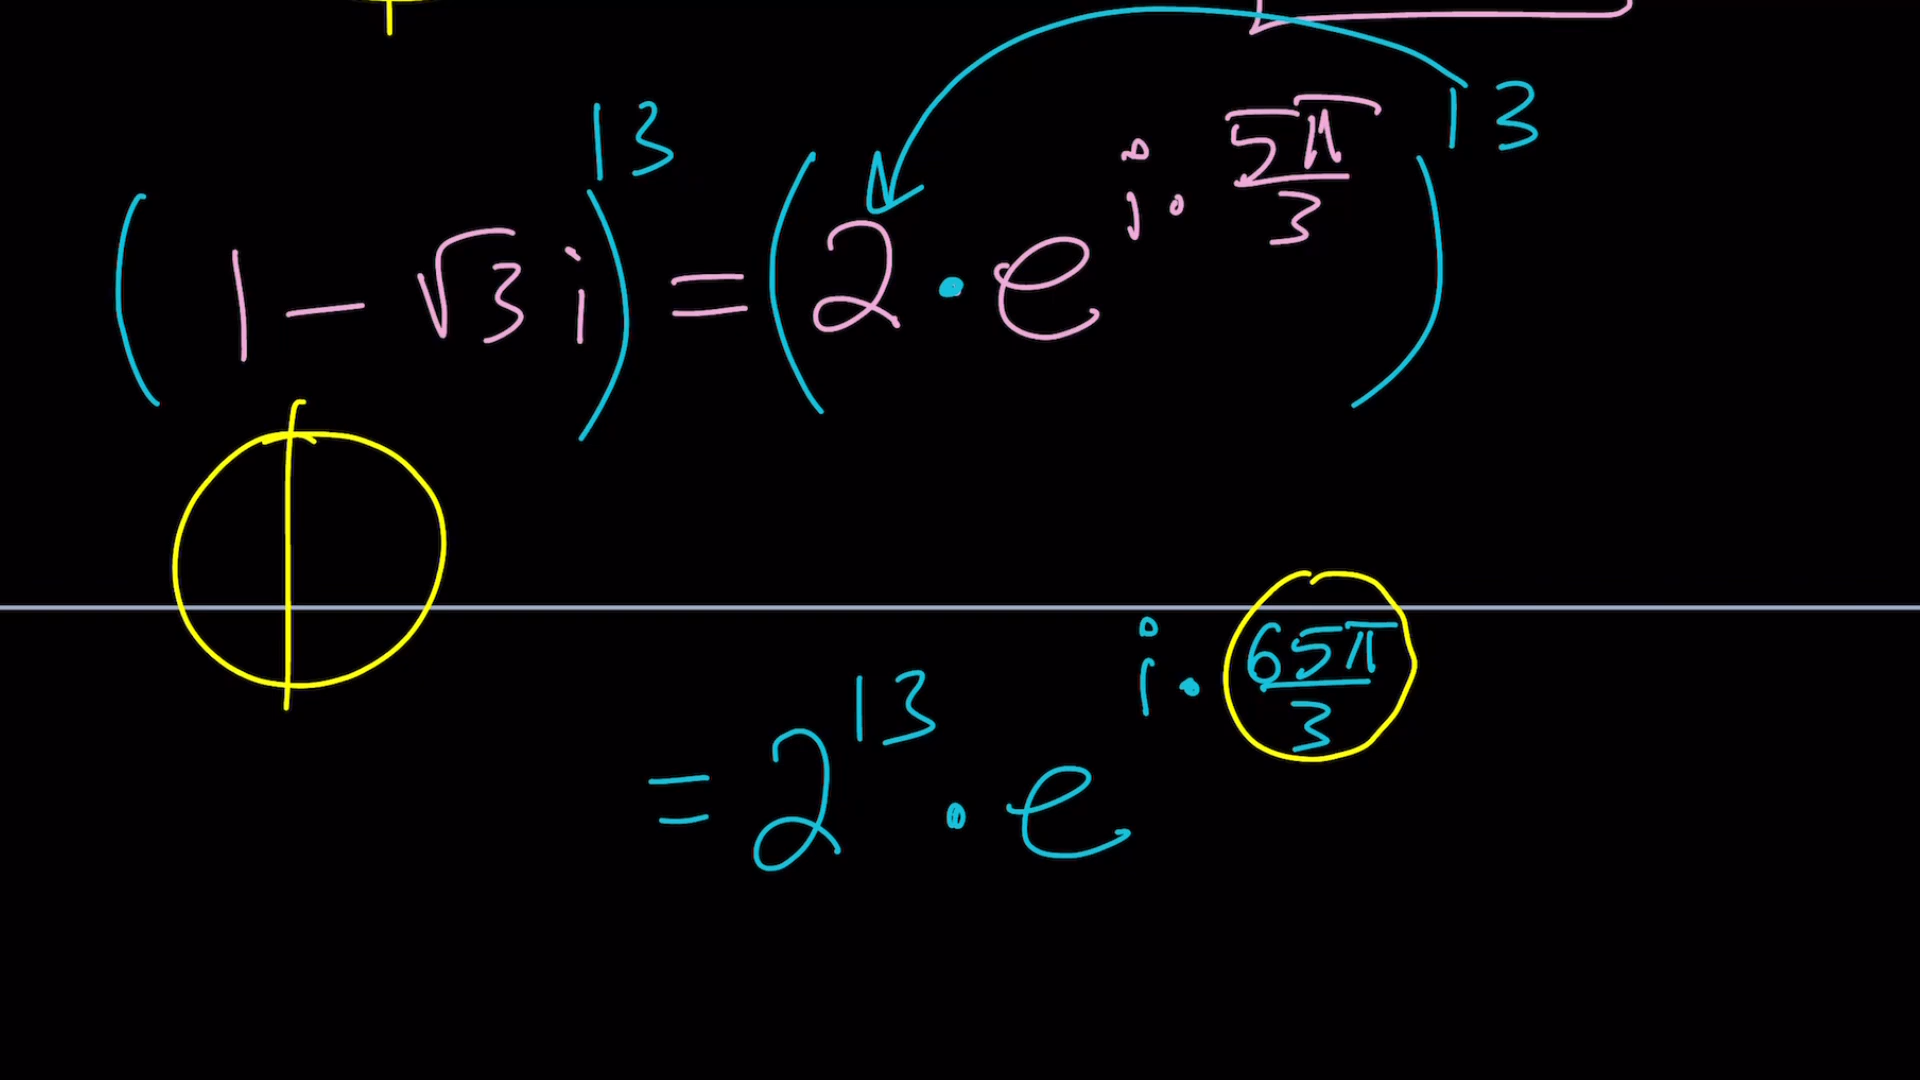 (1 - √3 i)^13 = (2 · e^(i · 5π/3))^13
= 2^13 · e^(i · 65π/3)